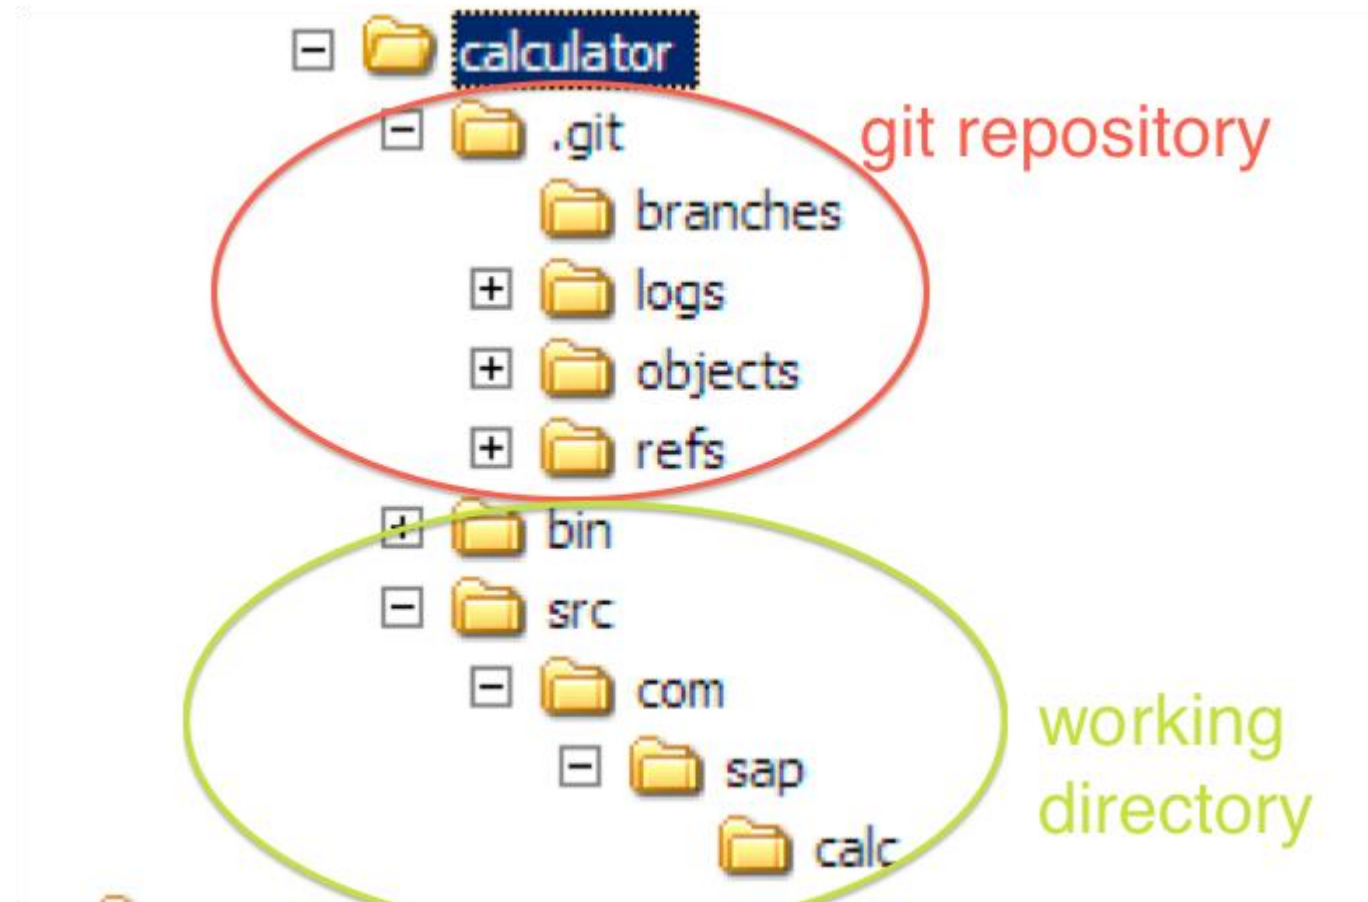 calculator
.git
git repository
branches
logs
objects
refs
bin
src
com
sap
working
directory
calc